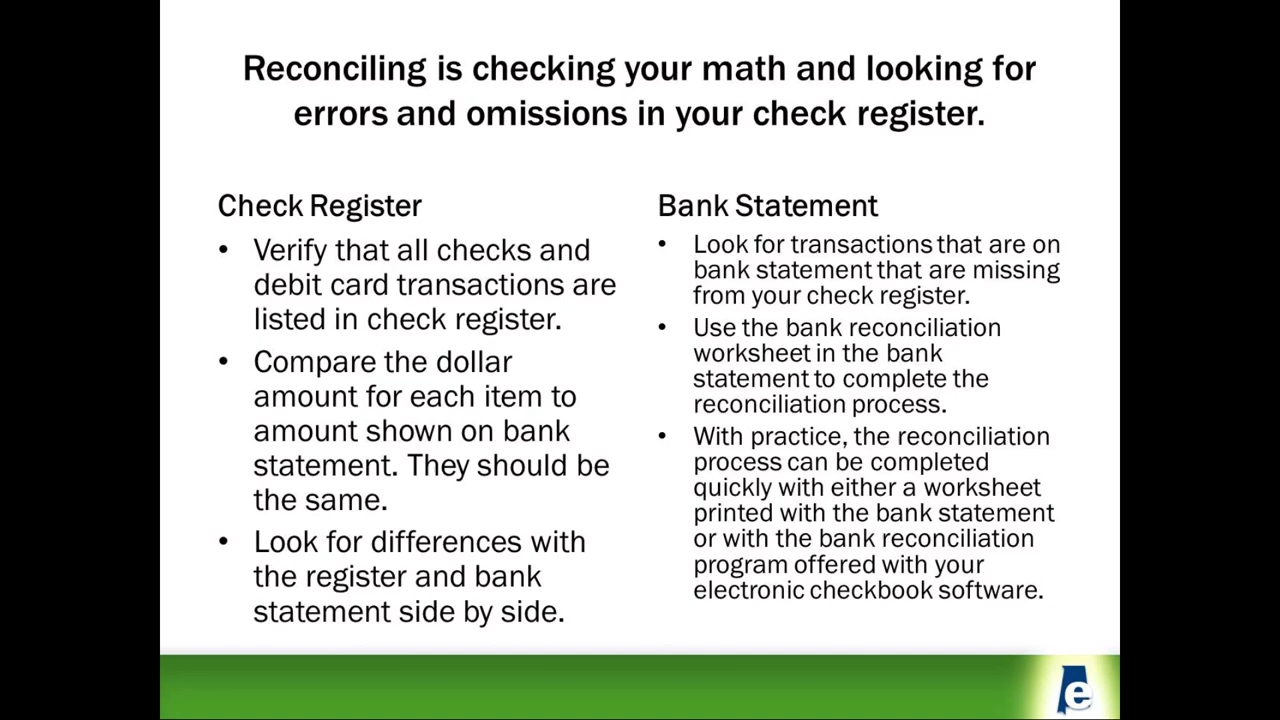 Reconciling is checking your math and looking for
errors and omissions in your check register.
Check Register
• Verify that all checks and
debit card transactions are
listed in check register.
• Compare the dollar
amount for each item to
amount shown on bank
statement. They should be
the same.
• Look for differences with
the register and bank
statement side by side.
Bank Statement
• Look for transactions that are on
bank statement that are missing
from your check register.
• Use the bank reconciliation
worksheet in the bank
statement to complete the
reconciliation process.
• With practice, the reconciliation
process can be completed
quickly with either a worksheet
printed with the bank statement
or with the bank reconciliation
program offered with your
electronic checkbook software.
e